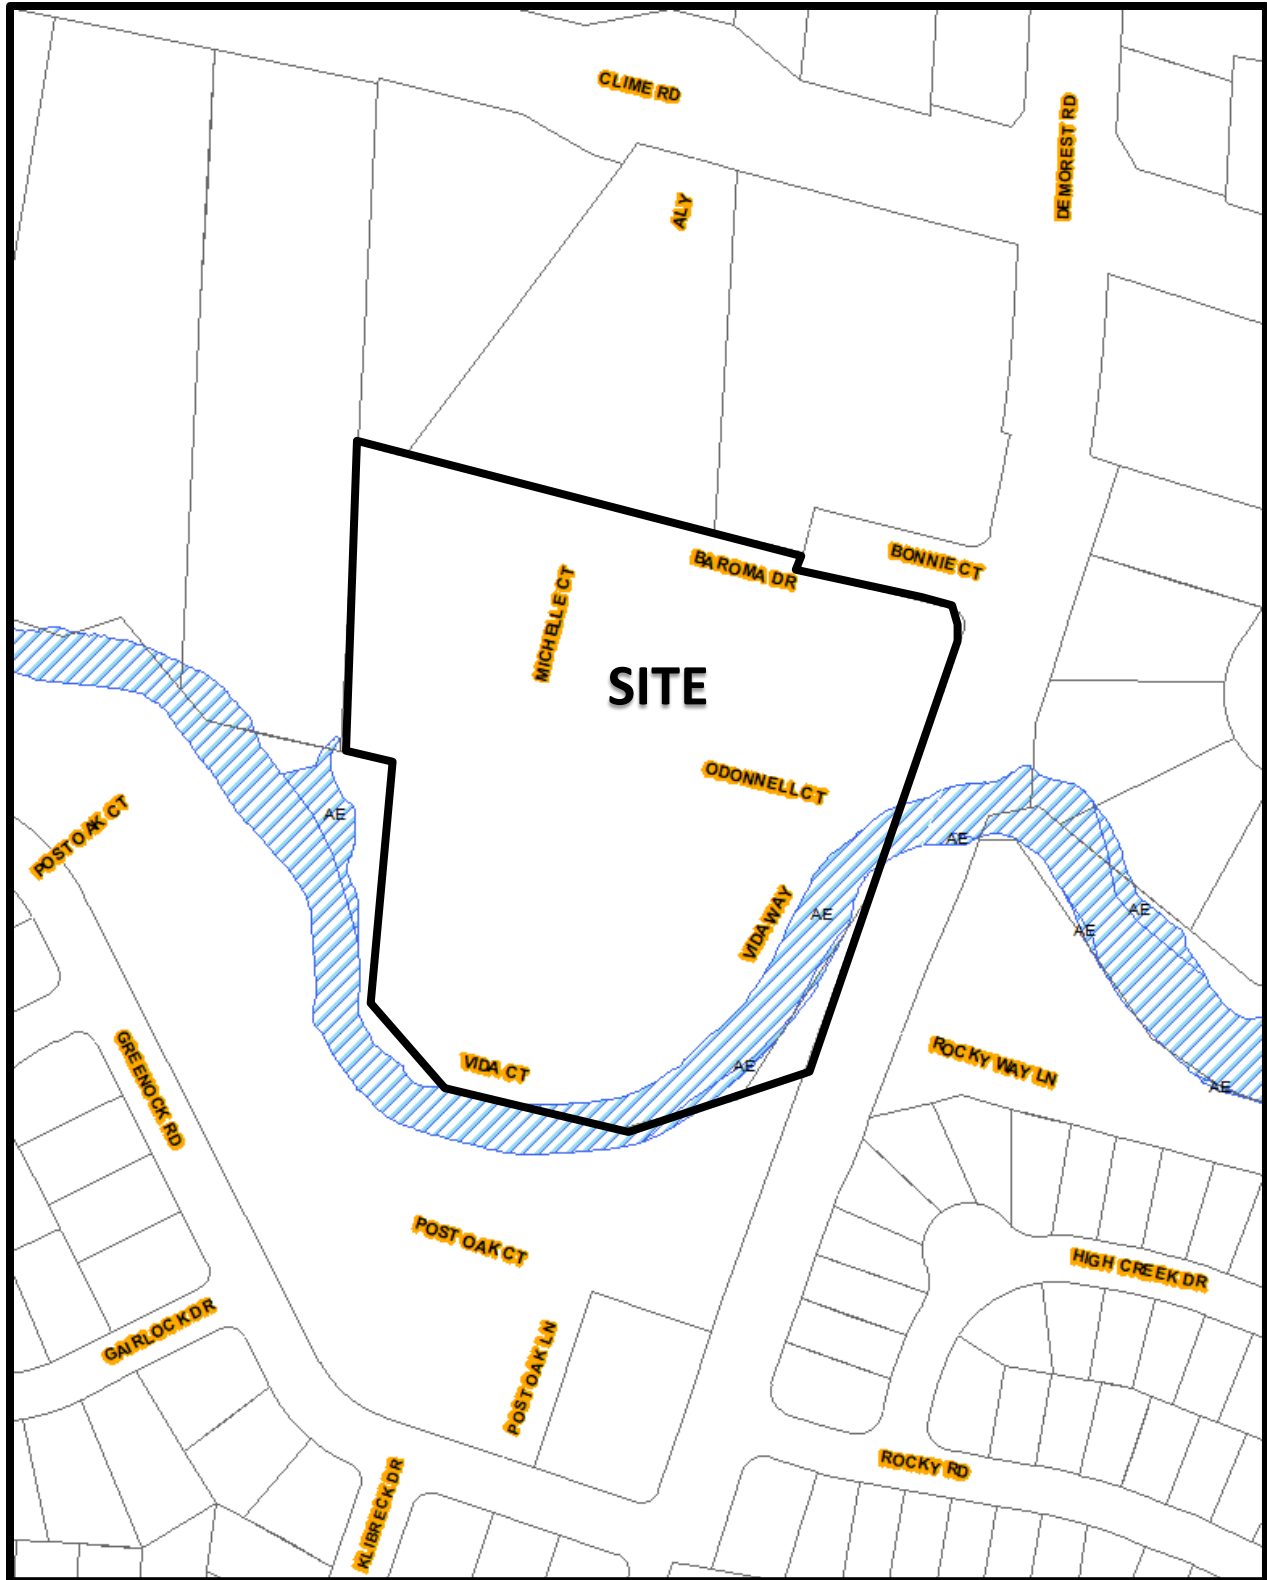 CLIME RD
DEMOREST RD
ALY
BONNIE CT
BAROMA DR
MICHELLE CT
SITE
ODONNELL CT
POST OAK CT
AE
AE
AE
VIDA WAY
AE
AE
GREENOCK RD
VIDA CT
AE
ROCKY WAY LN
AE
POST OAK CT
HIGH CREEK DR
GAIRLOCK DR
POST OAK LN
ROCKY RD
KLIBRECK DR